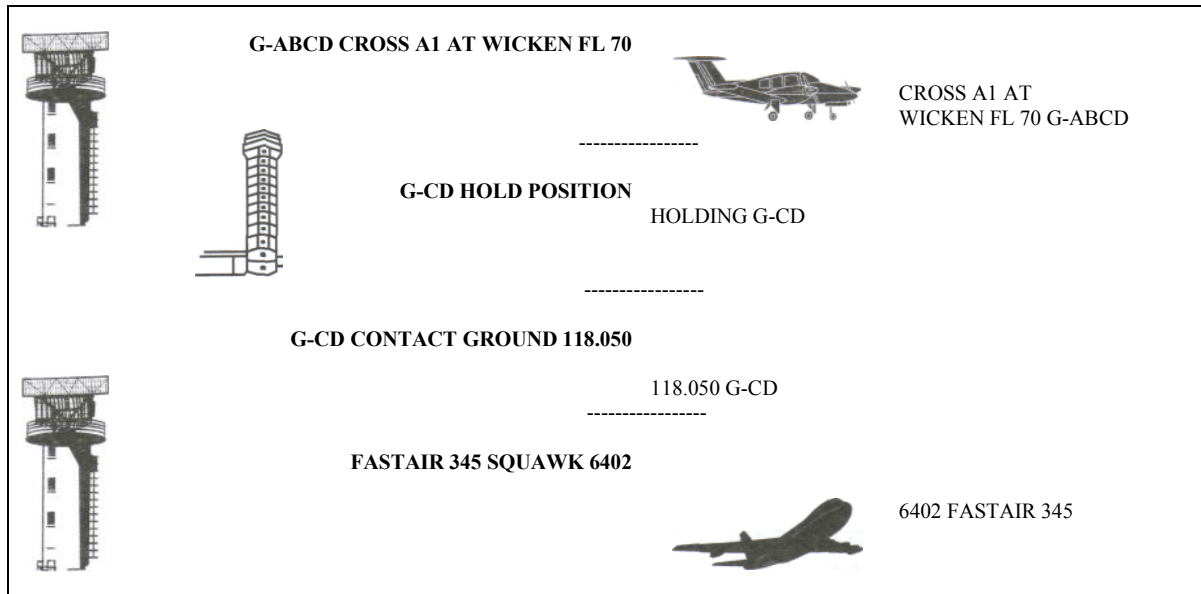 G-ABCD CROSS A1 AT WICKEN FL 70
CROSS A1 AT
WICKEN FL 70 G-ABCD
-----------------
G-CD HOLD POSITION
HOLDING G-CD
-----------------
G-CD CONTACT GROUND 118.050
118.050 G-CD
-----------------
FASTAIR 345 SQUAWK 6402
6402 FASTAIR 345